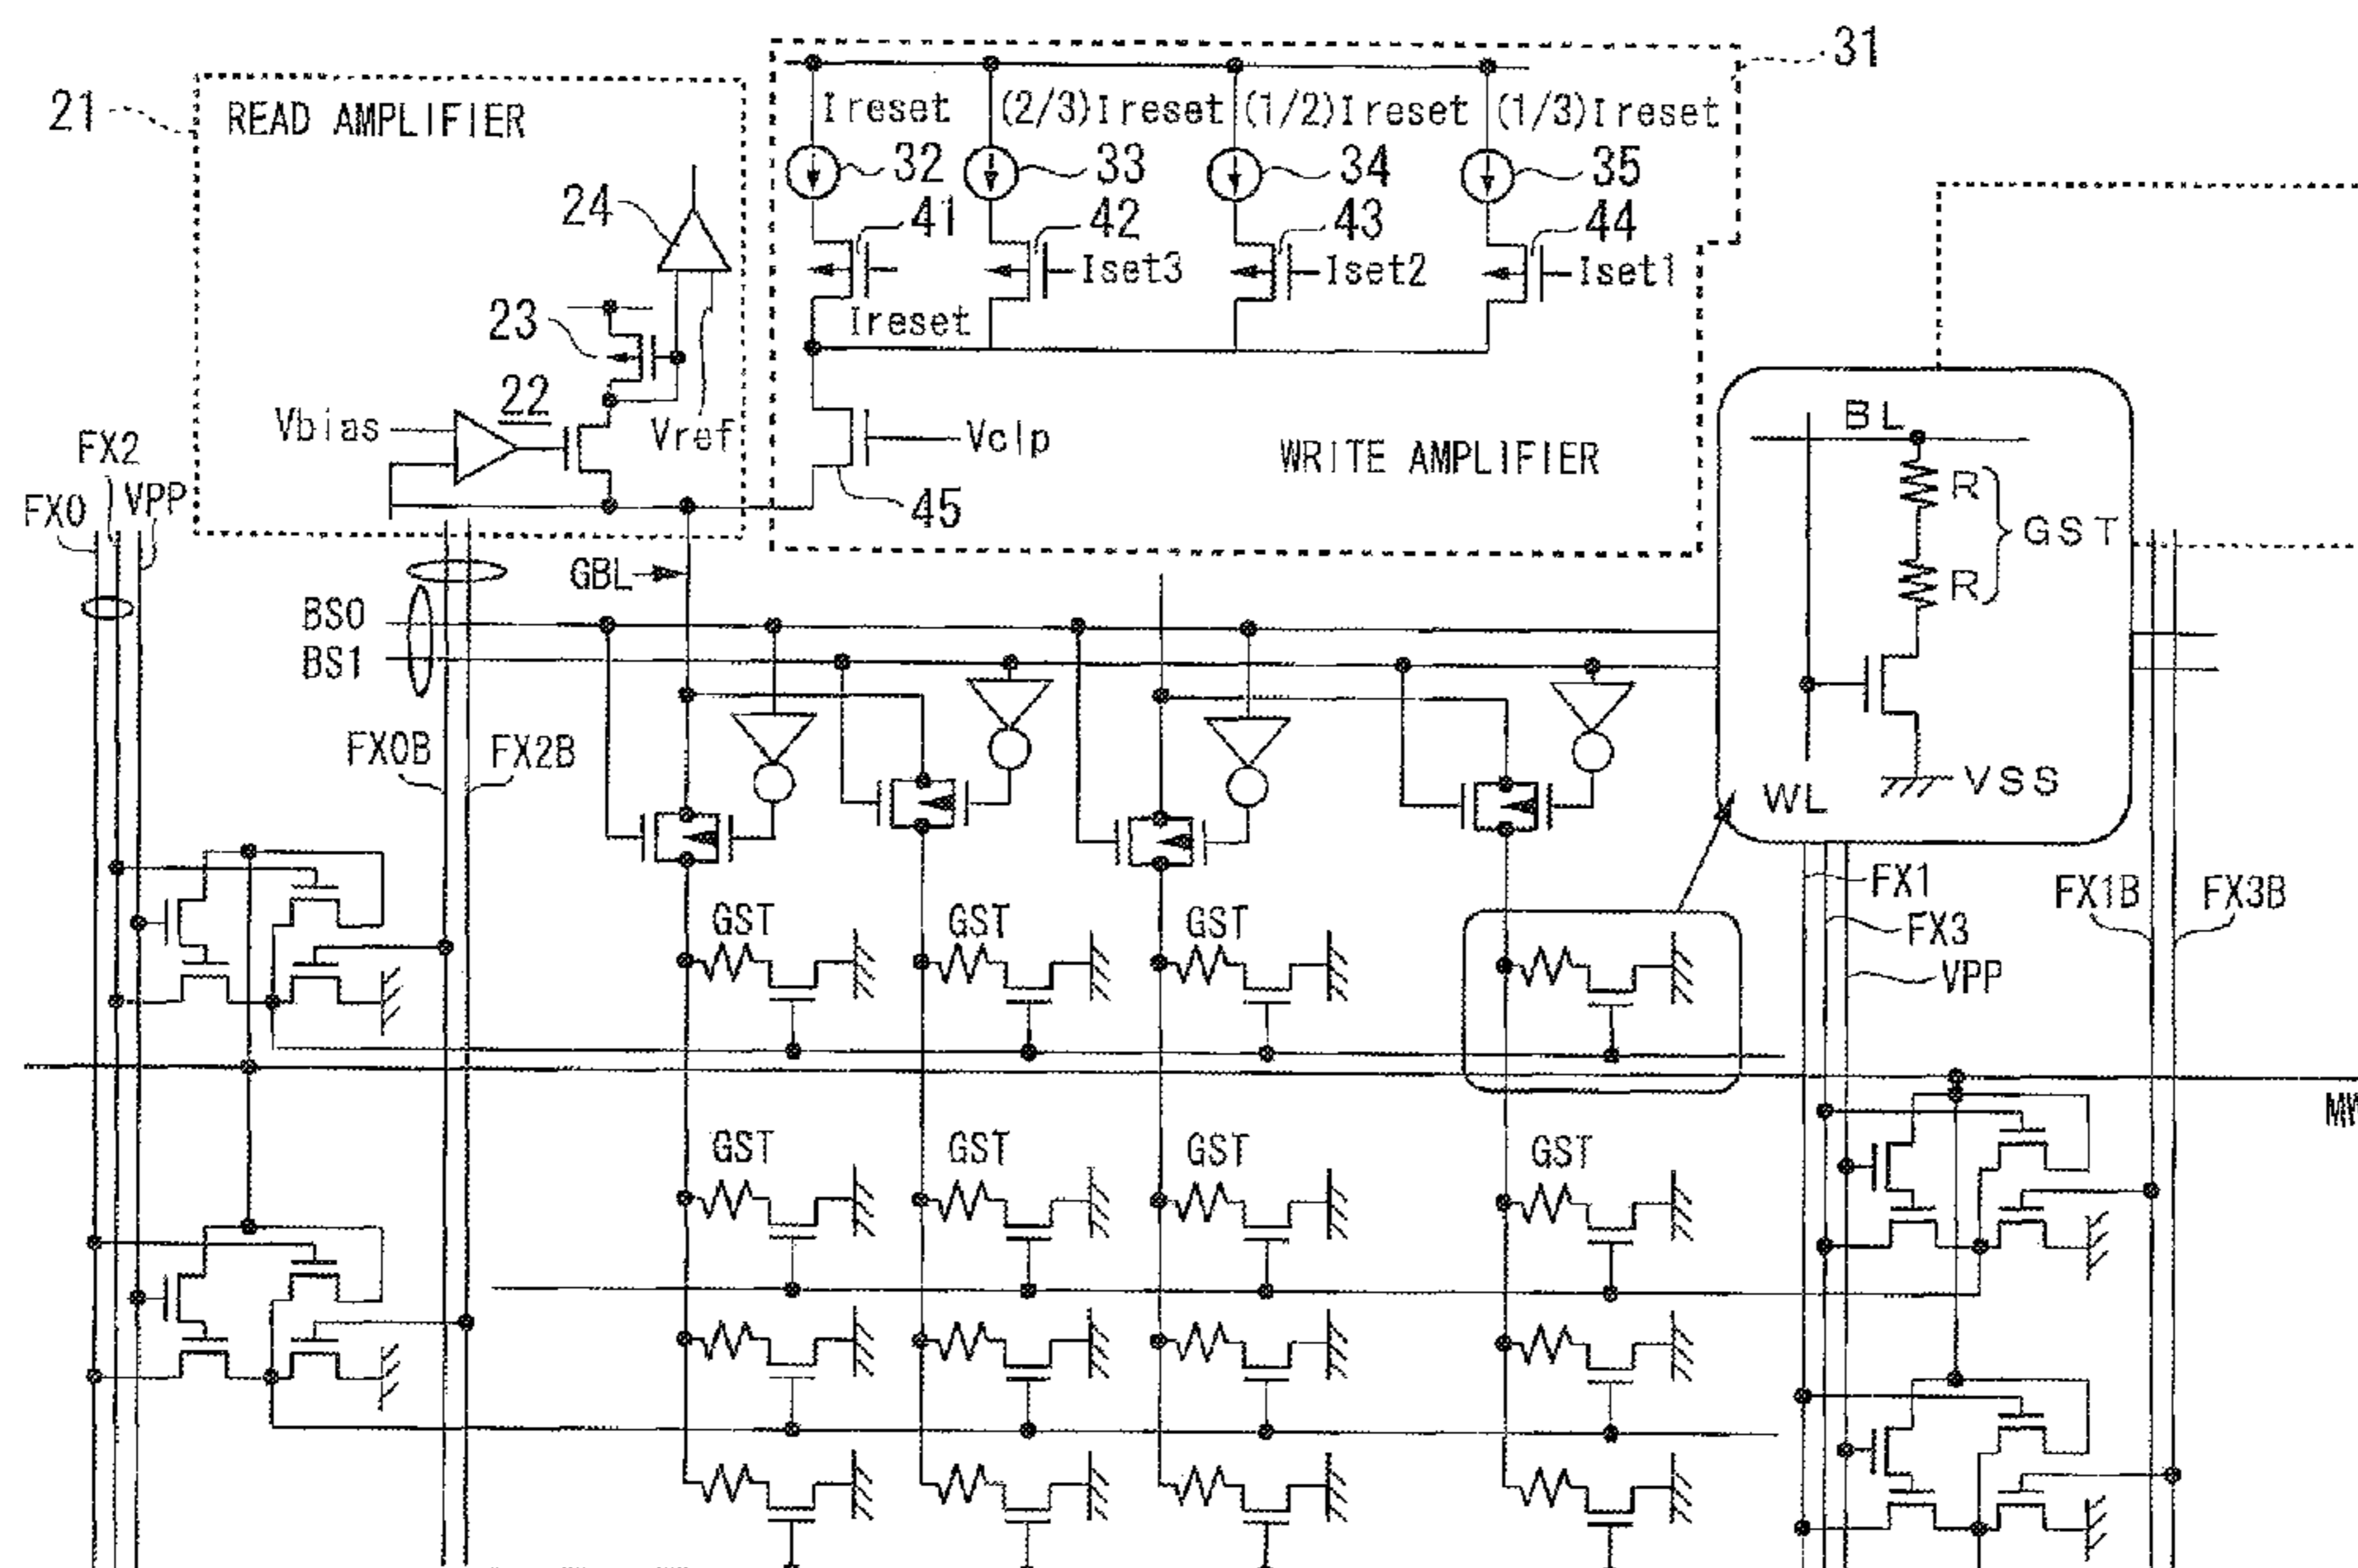 31
21
READ AMPLIFIER
Ireset (2/3)Ireset (1/2)Ireset (1/3)Ireset
32 33 34 35
24 41 42 43 44
Iset3 Iset2 Iset1
23
Ireset
22
Vbias
Vref
Vclp
WRITE AMPLIFIER
45
BL
R
GST
R
FX2
FX0 VPP
GBL
BS0
BS1
FX0B
FX2B
WL
VSS
FX1
FX3
VPP
FX1B
FX3B
GST GST GST
GST GST GST GST